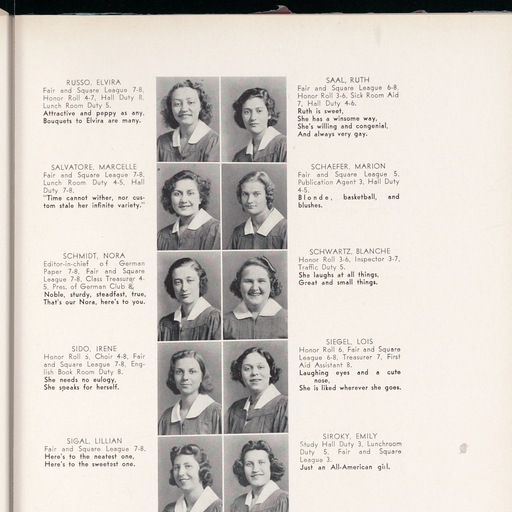 RUSSO, ELVIRA
Fair and Square League 7-8,
Honor Roll 4-7, Hall Duty 8,
Lunch Room Duty 5.
Attractive and peppy as any,
Bouquets to Elvira are many.
SALVATORE, MARCELLE
Fair and Square League 7-8,
Lunch Room Duty 4-5, Hall
Duty 7-8.
"Time cannot wither, nor cus-
tom stale her infinite variety."
SCHMIDT, NORA
Editor-in-chief of German
Paper 7-8, Fair and Square
League 7-8, Class Treasurer 4-
5, Pres. of German Club 8.
Noble, sturdy, steadfast, true,
That's our Nora, here's to you.
SIDO, IRENE
Honor Roll 5, Choir 4-8, Fair
and Square League 7-8, Eng-
lish Book Room Duty 8.
She needs no eulogy,
She speaks for herself.
SIGAL, LILLIAN
Fair and Square League 7-8.
Here's to the neatest one,
Here's to the sweetest one.
SAAL, RUTH
Fair and Square League 6-8,
Honor Roll 3-6, Sick Room Aid
7, Hall Duty 4-6.
Ruth is sweet,
She has a winsome way,
She's willing and congenial,
And always very gay.
SCHAEFER, MARION
Fair and Square League 5,
Publication Agent 3, Hall Duty
4-5.
Blonde, basketball, and
blushes.
SCHWARTZ, BLANCHE
Honor Roll 3-6, Inspector 3-7,
Traffic Duty 5.
She laughs at all things,
Great and small things.
SIEGEL, LOIS
Honor Roll 6, Fair and Square
League 6-8, Treasurer 7, First
Aid Assistant 8.
Laughing eyes and a cute
nose,
She is liked wherever she goes.
SIROKY, EMILY
Study Hall Duty 3, Lunchroom
Duty 5, Fair and Square
League 3.
Just an All-American girl.